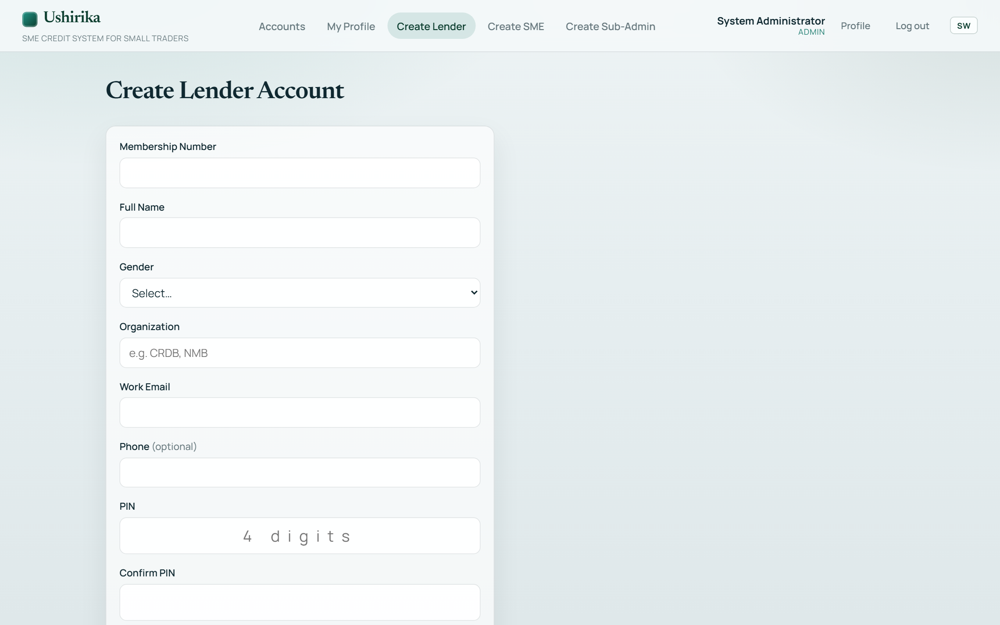 Ushirika
SME CREDIT SYSTEM FOR SMALL TRADERS
Accounts
My Profile
Create Lender
Create SME
Create Sub-Admin
System Administrator
ADMIN
Profile
Log out
SW
Create Lender Account
Membership Number
Full Name
Gender
Select...
Organization
e.g. CRDB, NMB
Work Email
Phone (optional)
PIN
4 digits
Confirm PIN